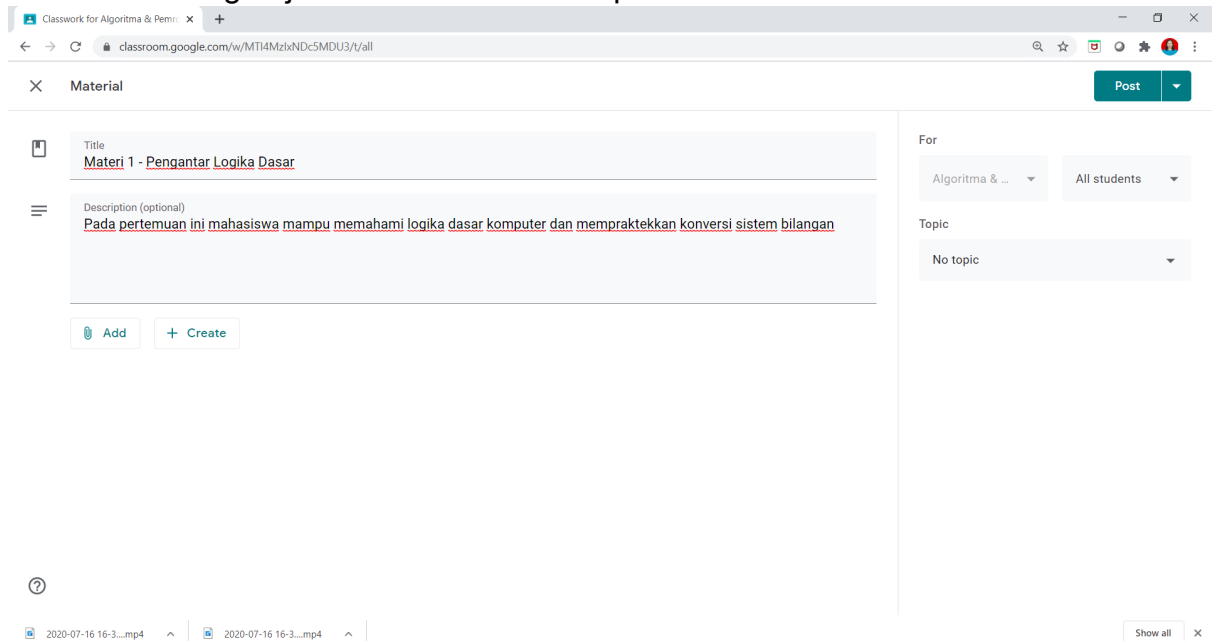 Classwork for Algoritma & Pemro
classroom.google.com/w/MTI4MzIxNDc5MDU3/t/all
Material
Post
Title
Materi 1 - Pengantar Logika Dasar
Description (optional)
Pada pertemuan ini mahasiswa mampu memahami logika dasar komputer dan mempraktekkan konversi sistem bilangan
Add
+ Create
For
Algoritma & ...
All students
Topic
No topic
2020-07-16 16-3....mp4
2020-07-16 16-3....mp4
Show all